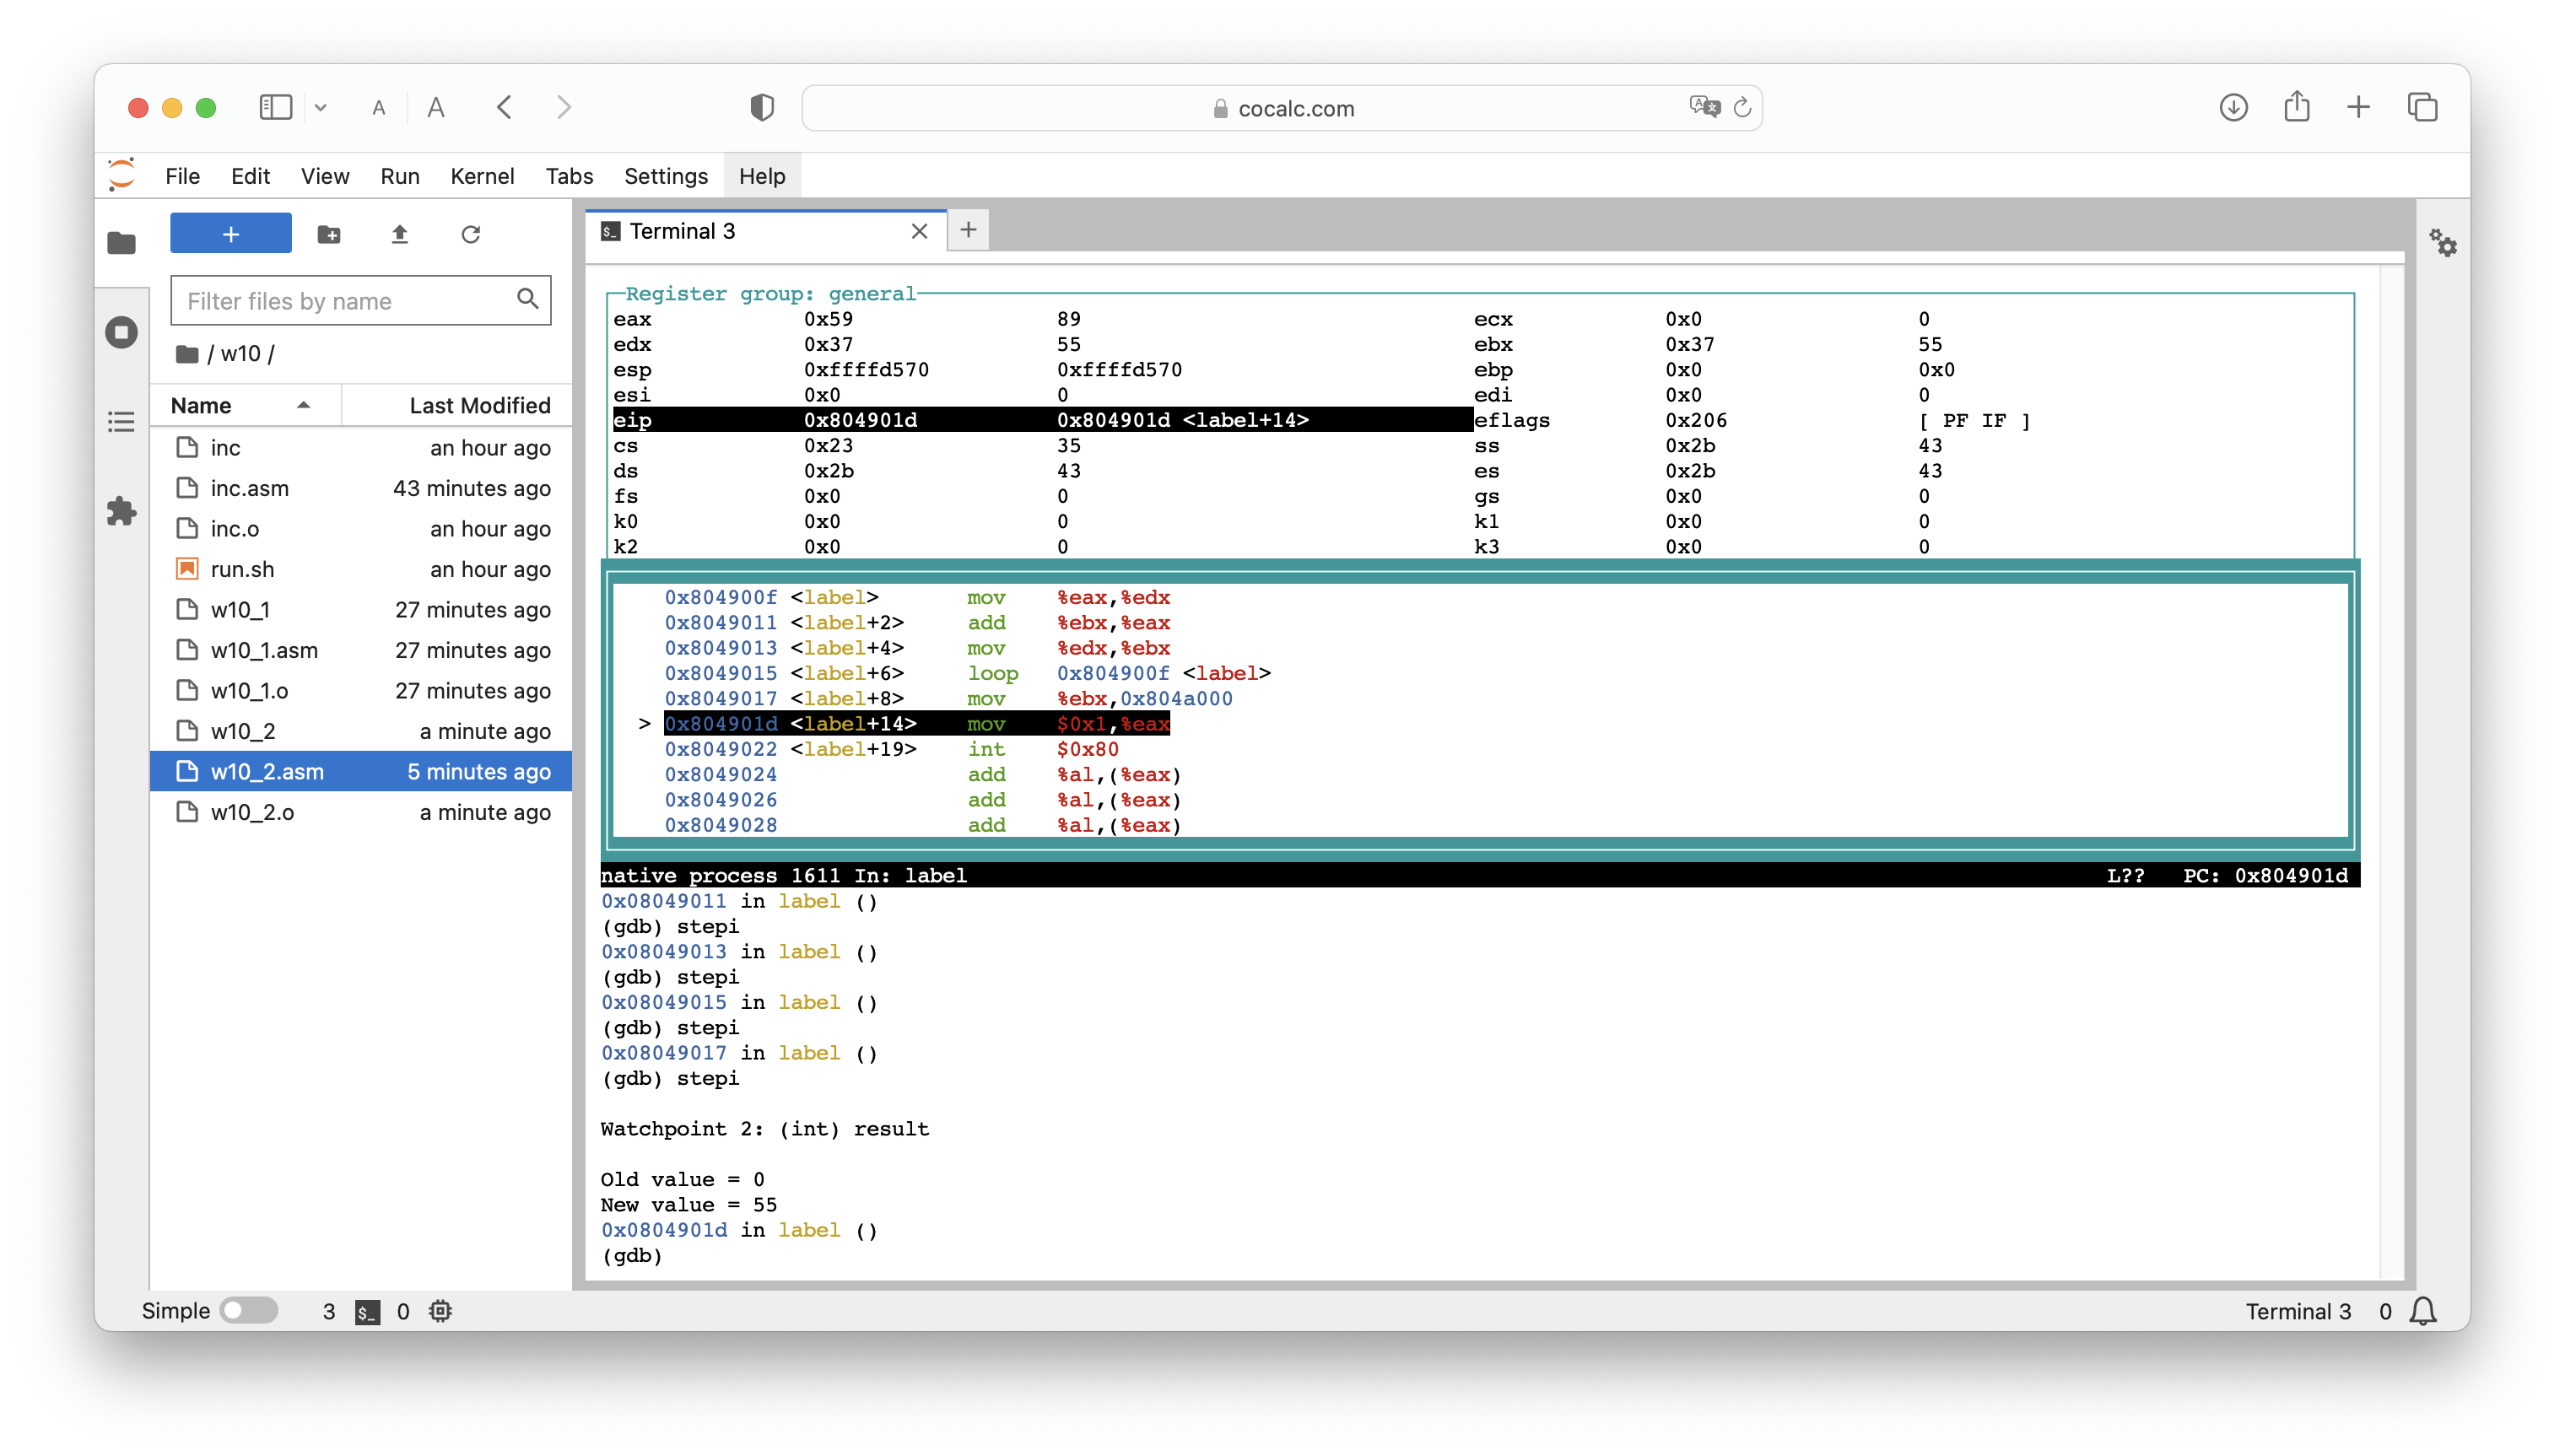 A A cocalc.com
File Edit View Run Kernel Tabs Settings Help
+ Terminal 3 +
Filter files by name
/ w10 /
Name Last Modified
inc an hour ago
inc.asm 43 minutes ago
inc.o an hour ago
run.sh an hour ago
w10_1 27 minutes ago
w10_1.asm 27 minutes ago
w10_1.o 27 minutes ago
w10_2 a minute ago
w10_2.asm 5 minutes ago
w10_2.o a minute ago
Register group: general
eax 0x59 89 ecx 0x0 0
edx 0x37 55 ebx 0x37 55
esp 0xffffd570 0xffffd570 ebp 0x0 0x0
esi 0x0 0 edi 0x0 0
eip 0x804901d 0x804901d <label+14> eflags 0x206 [ PF IF ]
cs 0x23 35 ss 0x2b 43
ds 0x2b 43 es 0x2b 43
fs 0x0 0 gs 0x0 0
k0 0x0 0 k1 0x0 0
k2 0x0 0 k3 0x0 0
0x804900f <label> mov %eax,%edx
0x8049011 <label+2> add %ebx,%eax
0x8049013 <label+4> mov %edx,%ebx
0x8049015 <label+6> loop 0x804900f <label>
0x8049017 <label+8> mov %ebx,0x804a000
> 0x804901d <label+14> mov $0x1,%eax
0x8049022 <label+19> int $0x80
0x8049024 add %al,(%eax)
0x8049026 add %al,(%eax)
0x8049028 add %al,(%eax)
native process 1611 In: label L?? PC: 0x804901d
0x08049011 in label ()
(gdb) stepi
0x08049013 in label ()
(gdb) stepi
0x08049015 in label ()
(gdb) stepi
0x08049017 in label ()
(gdb) stepi
Watchpoint 2: (int) result
Old value = 0
New value = 55
0x0804901d in label ()
(gdb)
Simple 3 $_ 0 Terminal 3 0